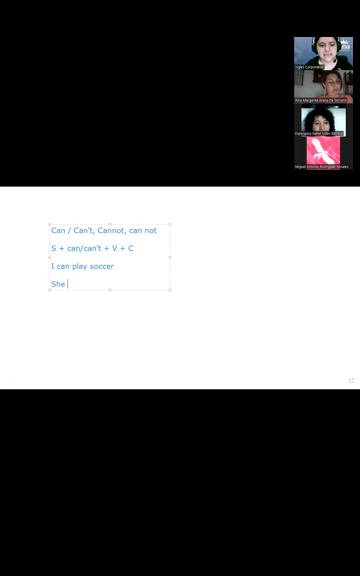 Can / Can't, Cannot, can not
S + can/can't + V + C
I can play soccer
She